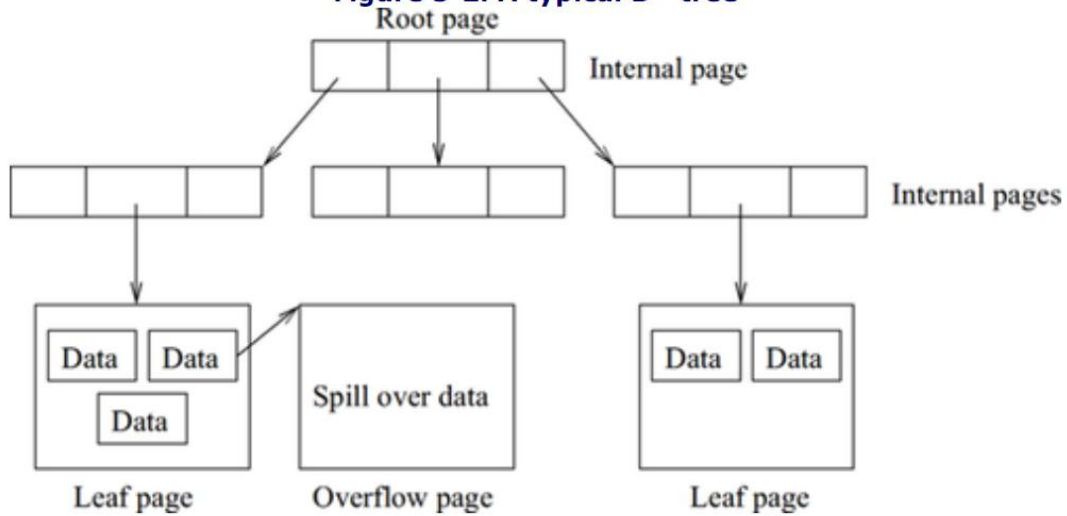 Root page
Internal page
Internal pages
Data
Data
Data
Data
Data
Spill over data
Leaf page
Overflow page
Leaf page